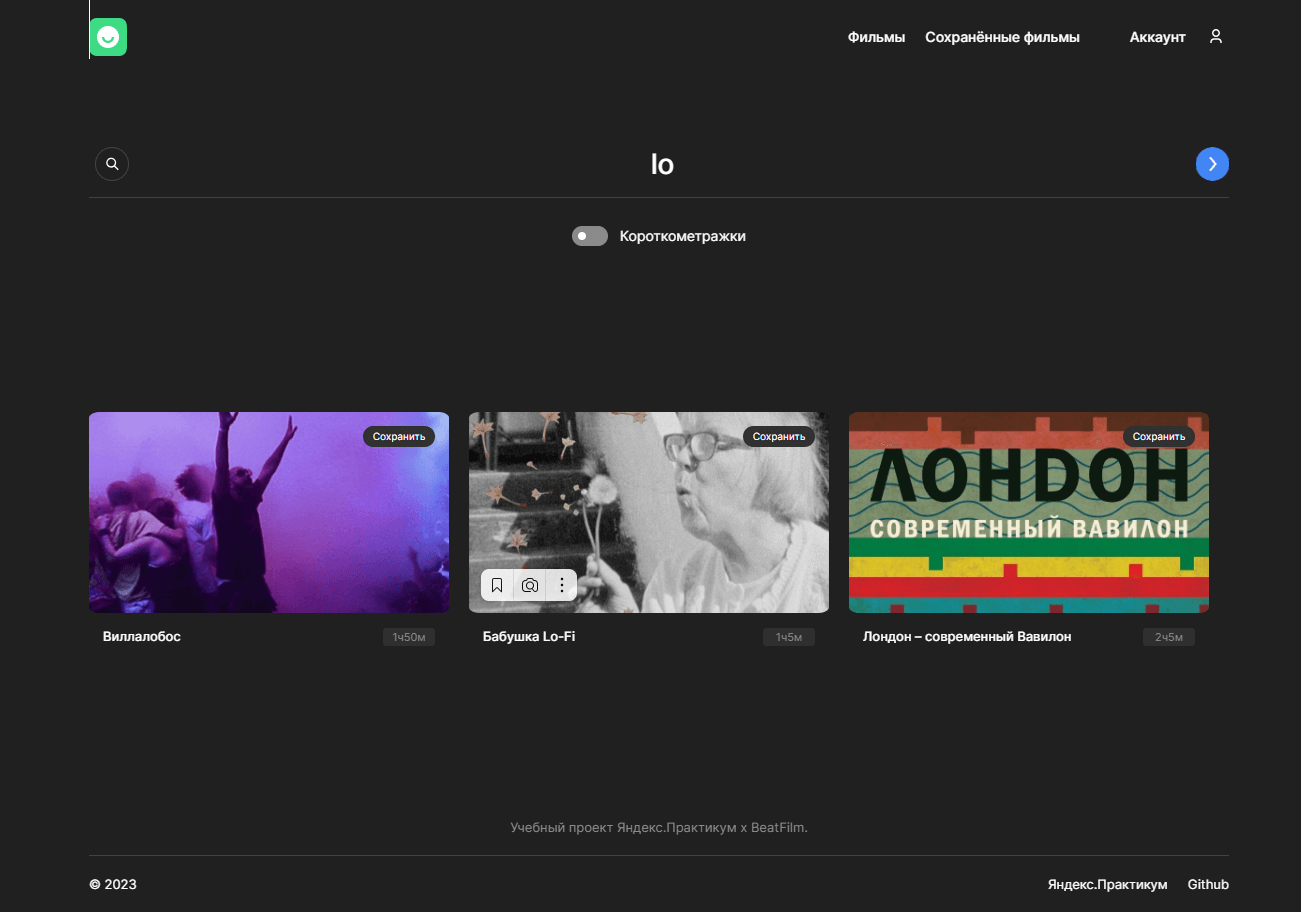 Фильмы Сохранённые фильмы Аккаунт
lo
Короткометражки
Сохранить
Сохранить
Сохранить
ЛОНДОН
СОВРЕМЕННЫЙ ВАВИЛОН
Виллалобос 1ч50м
Бабушка Lo-Fi 1ч5м
Лондон – современный Вавилон 2ч5м
Учебный проект Яндекс.Практикум х BeatFilm.
© 2023 Яндекс.Практикум Github